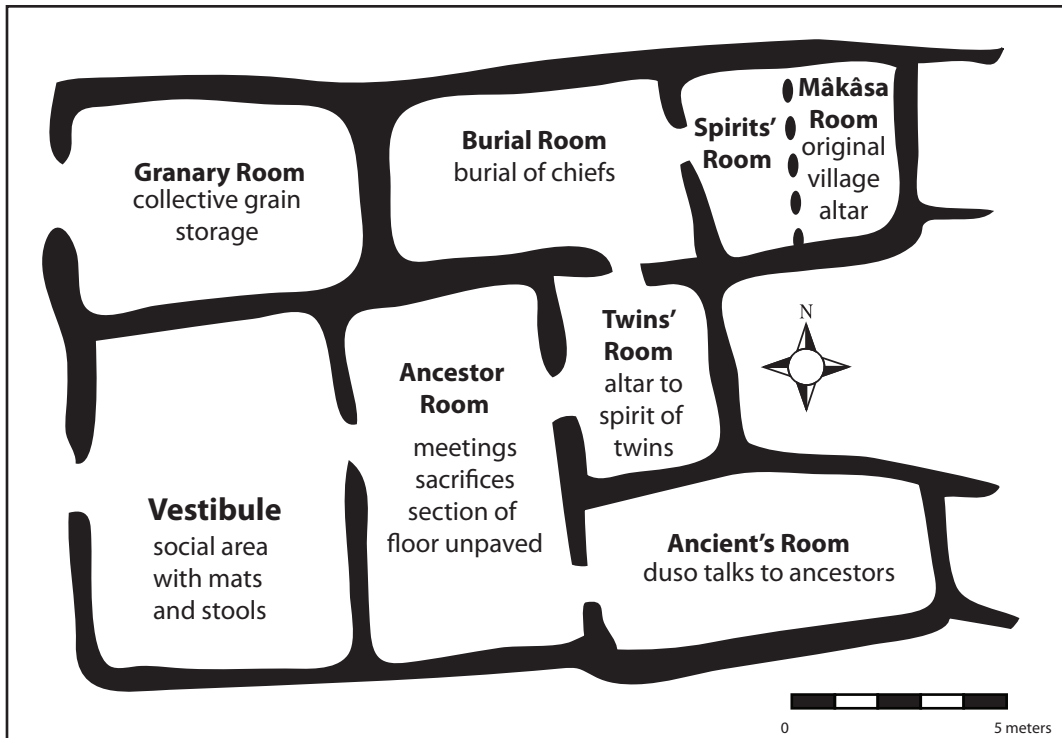 Granary Room
collective grain
storage
Burial Room
burial of chiefs
Spirits'
Room
Mâkâsa
Room
original
village
altar
N
Vestibule
social area
with mats
and stools
Ancestor
Room
meetings
sacrifices
section of
floor unpaved
Twins'
Room
altar to
spirit of
twins
Ancient's Room
duso talks to ancestors
0
5 meters